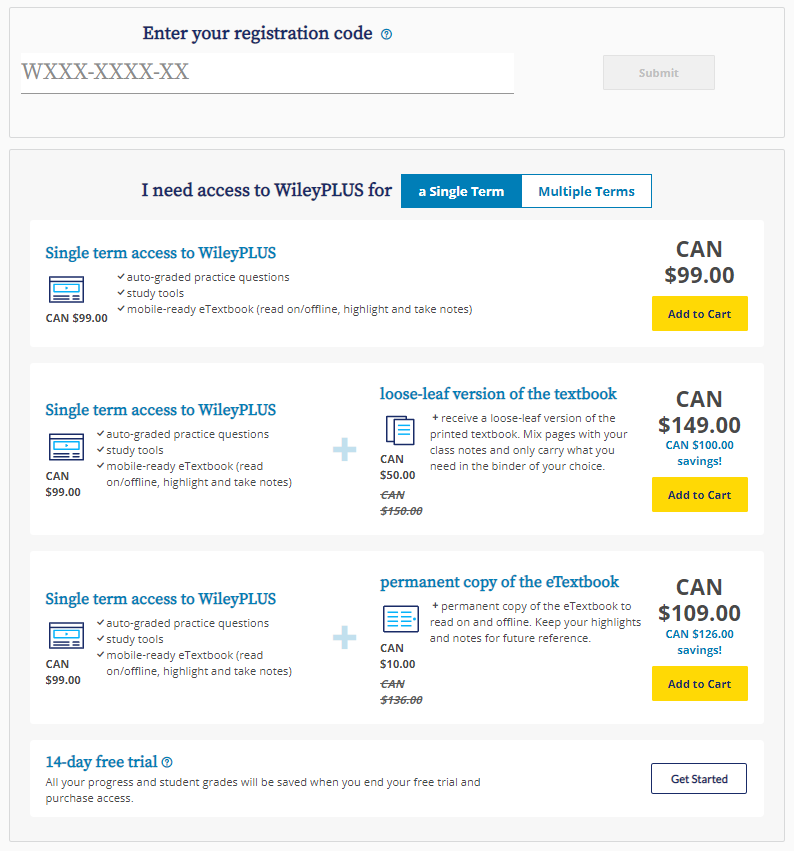 Enter your registration code
WXXX-XXXX-XX
Submit
I need access to WileyPLUS for
a Single Term
Multiple Terms
Single term access to WileyPLUS
auto-graded practice questions
study tools
mobile-ready eTextbook (read on/offline, highlight and take notes)
CAN $99.00
CAN
$99.00
Add to Cart
Single term access to WileyPLUS
auto-graded practice questions
study tools
mobile-ready eTextbook (read
on/offline, highlight and take notes)
CAN
$99.00
+
loose-leaf version of the textbook
+ receive a loose-leaf version of the
printed textbook. Mix pages with your
class notes and only carry what you
need in the binder of your choice.
CAN
$50.00
CAN
$150.00
CAN
$149.00
CAN $100.00
savings!
Add to Cart
Single term access to WileyPLUS
auto-graded practice questions
study tools
mobile-ready eTextbook (read
on/offline, highlight and take notes)
CAN
$99.00
+
permanent copy of the eTextbook
+ permanent copy of the eTextbook to
read on and offline. Keep your highlights
and notes for future reference.
CAN
$10.00
CAN
$136.00
CAN
$109.00
CAN $126.00
savings!
Add to Cart
14-day free trial
All your progress and student grades will be saved when you end your free trial and
purchase access.
Get Started